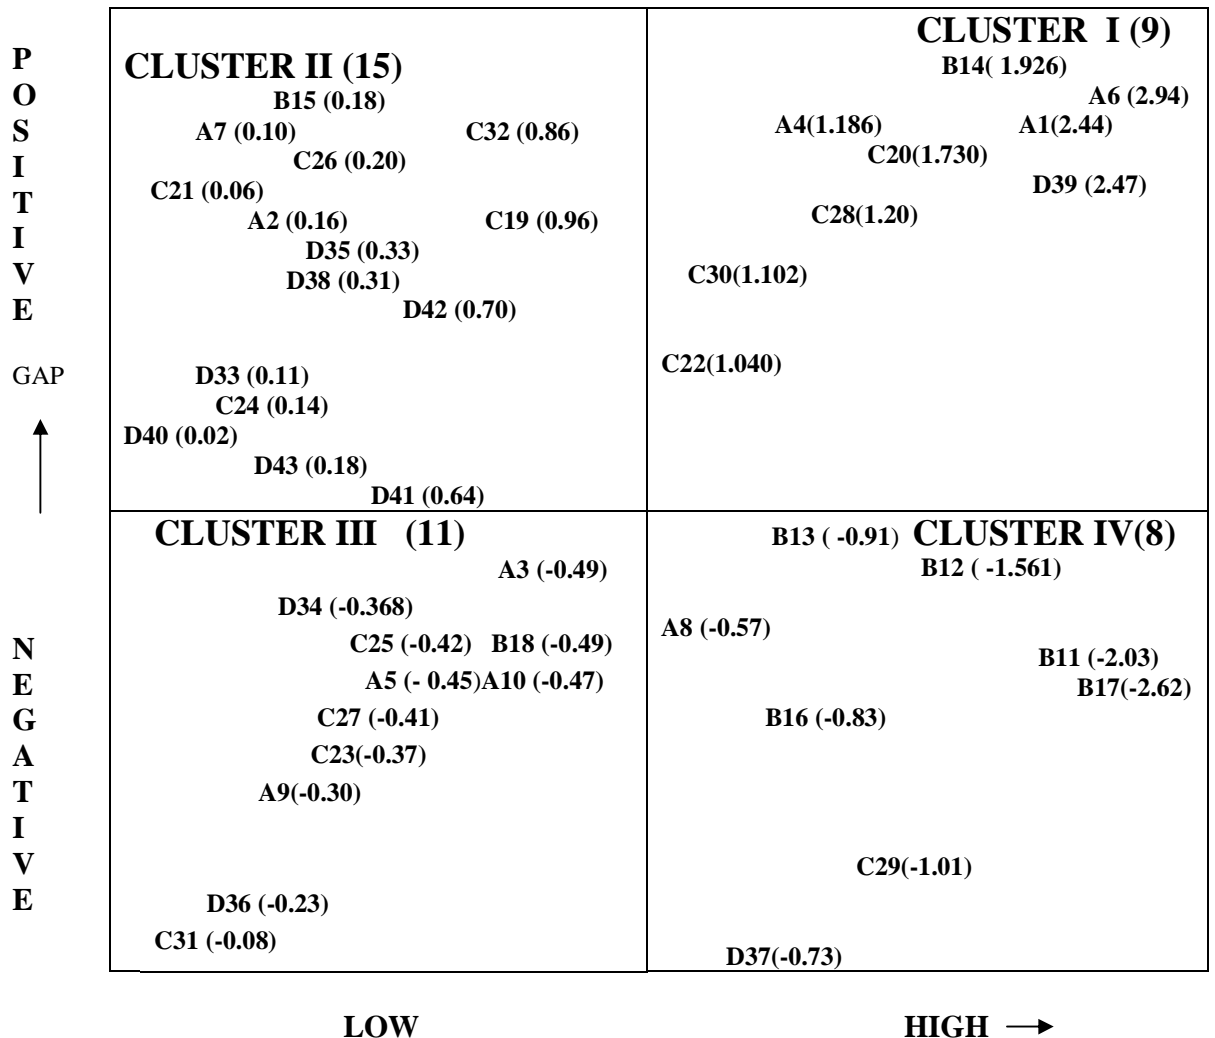 P
O
S
I
T
I
V
E
GAP
N
E
G
A
T
I
V
E
CLUSTER II (15)
B15 (0.18)
A7 (0.10) C32 (0.86)
C26 (0.20)
C21 (0.06)
A2 (0.16) C19 (0.96)
D35 (0.33)
D38 (0.31)
D42 (0.70)
D33 (0.11)
C24 (0.14)
D40 (0.02)
D43 (0.18)
D41 (0.64)
CLUSTER I (9)
B14( 1.926)
A6 (2.94)
A4(1.186) A1(2.44)
C20(1.730)
D39 (2.47)
C28(1.20)
C30(1.102)
C22(1.040)
CLUSTER III (11)
A3 (-0.49)
D34 (-0.368)
C25 (-0.42) B18 (-0.49)
A5 (- 0.45)A10 (-0.47)
C27 (-0.41)
C23(-0.37)
A9(-0.30)
D36 (-0.23)
C31 (-0.08)
B13 ( -0.91) CLUSTER IV(8)
B12 ( -1.561)
A8 (-0.57)
B11 (-2.03)
B17(-2.62)
B16 (-0.83)
C29(-1.01)
D37(-0.73)
LOW HIGH